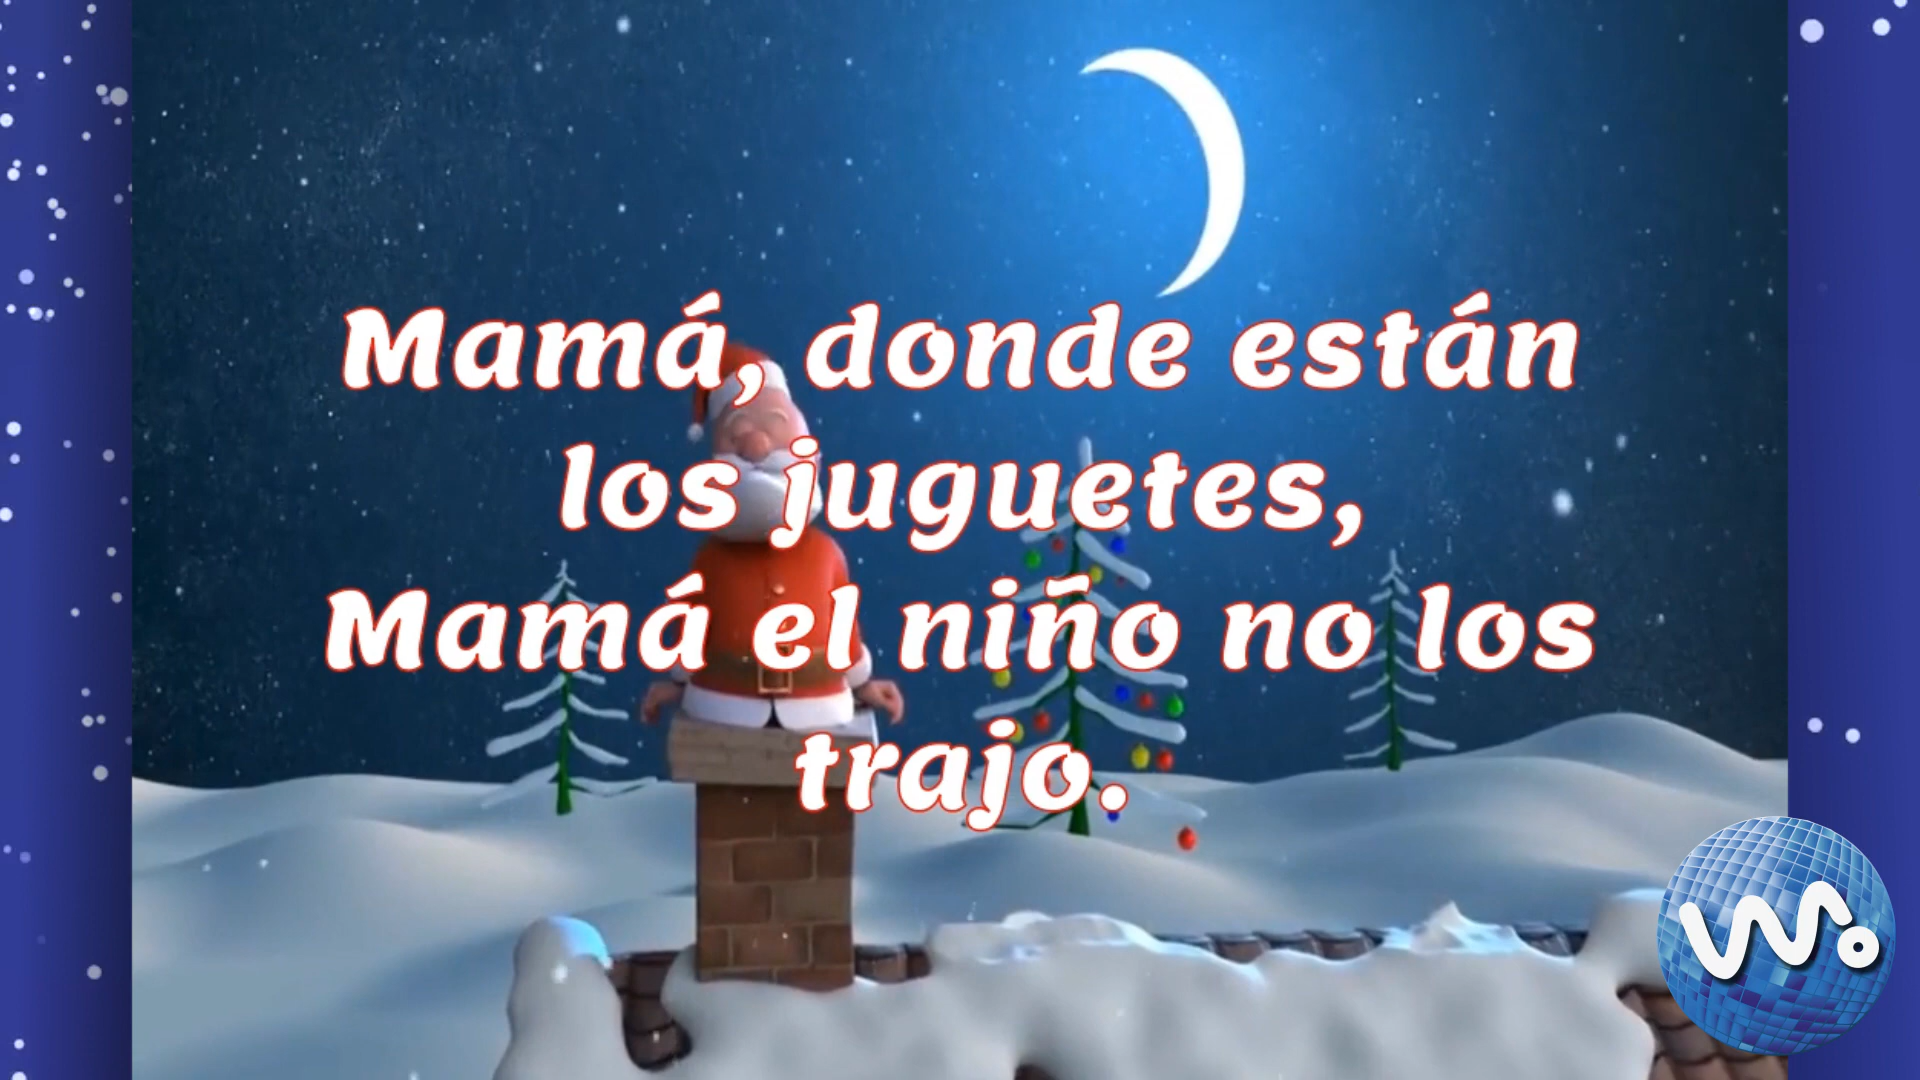 Mamá, donde están
los juguetes,
Mamá el niño no los
trajo.